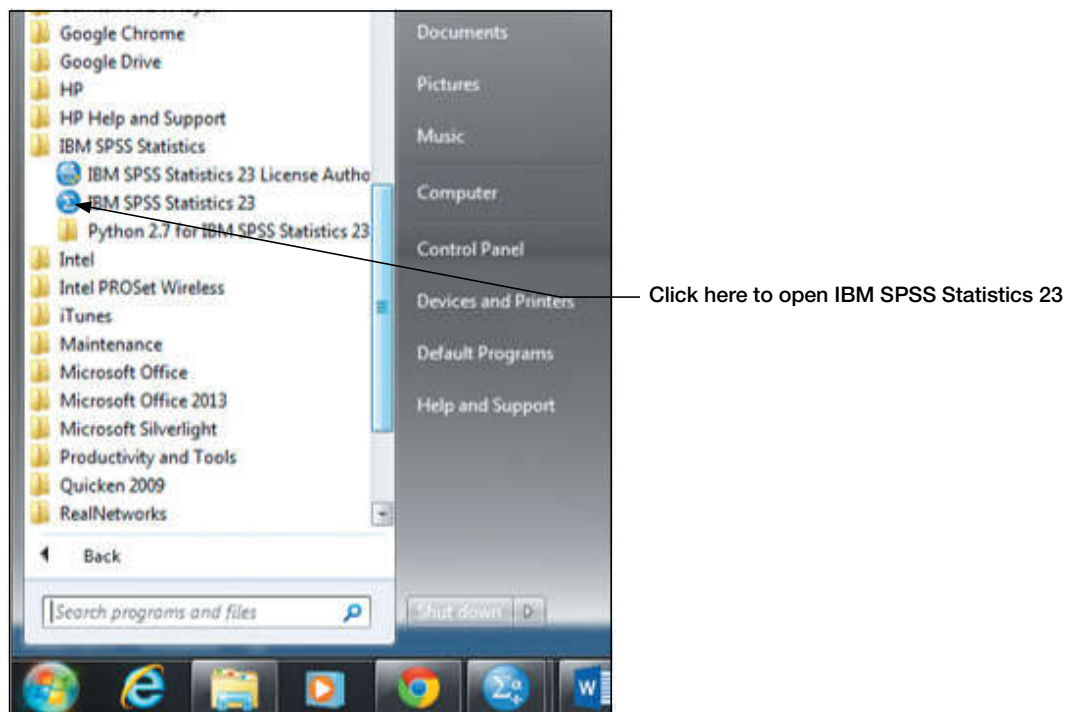 Google Chrome
Google Drive
HP
HP Help and Support
IBM SPSS Statistics
IBM SPSS Statistics 23 License Autho
IBM SPSS Statistics 23
Python 2.7 for IBM SPSS Statistics 23
Intel
Intel PROSet Wireless
iTunes
Maintenance
Microsoft Office
Microsoft Office 2013
Microsoft Silverlight
Productivity and Tools
Quicken 2009
RealNetworks
Back
Search programs and files
Documents
Pictures
Music
Computer
Control Panel
Devices and Printers
Default Programs
Help and Support
Shut down
Click here to open IBM SPSS Statistics 23
W